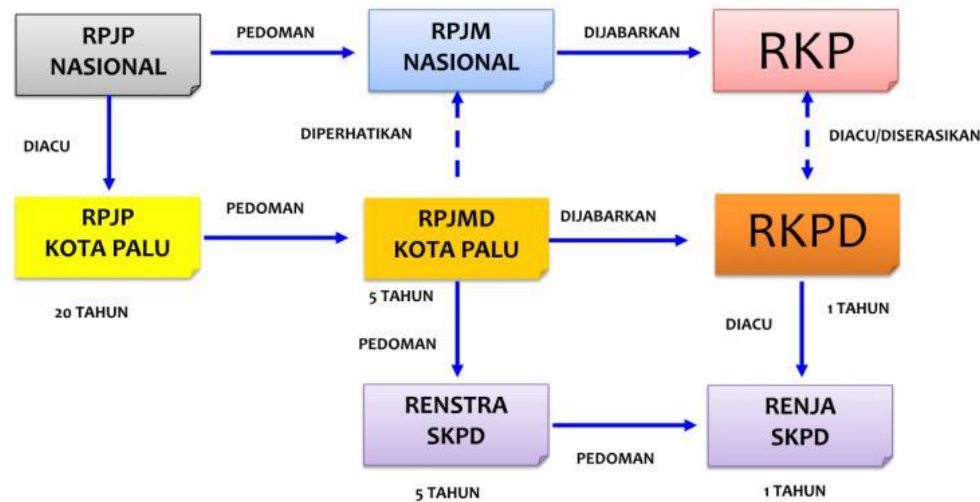 RPJP
NASIONAL
PEDOMAN
RPJM
NASIONAL
DIJABARKAN
RKP
DIACU
DIPERHATIKAN
DIACU/DISERASIKAN
RPJP
KOTA PALU
PEDOMAN
RPJMD
KOTA PALU
DIJABARKAN
RKPD
20 TAHUN
5 TAHUN
1 TAHUN
PEDOMAN
DIACU
RENSTRA
SKPD
PEDOMAN
RENJA
SKPD
5 TAHUN
1 TAHUN